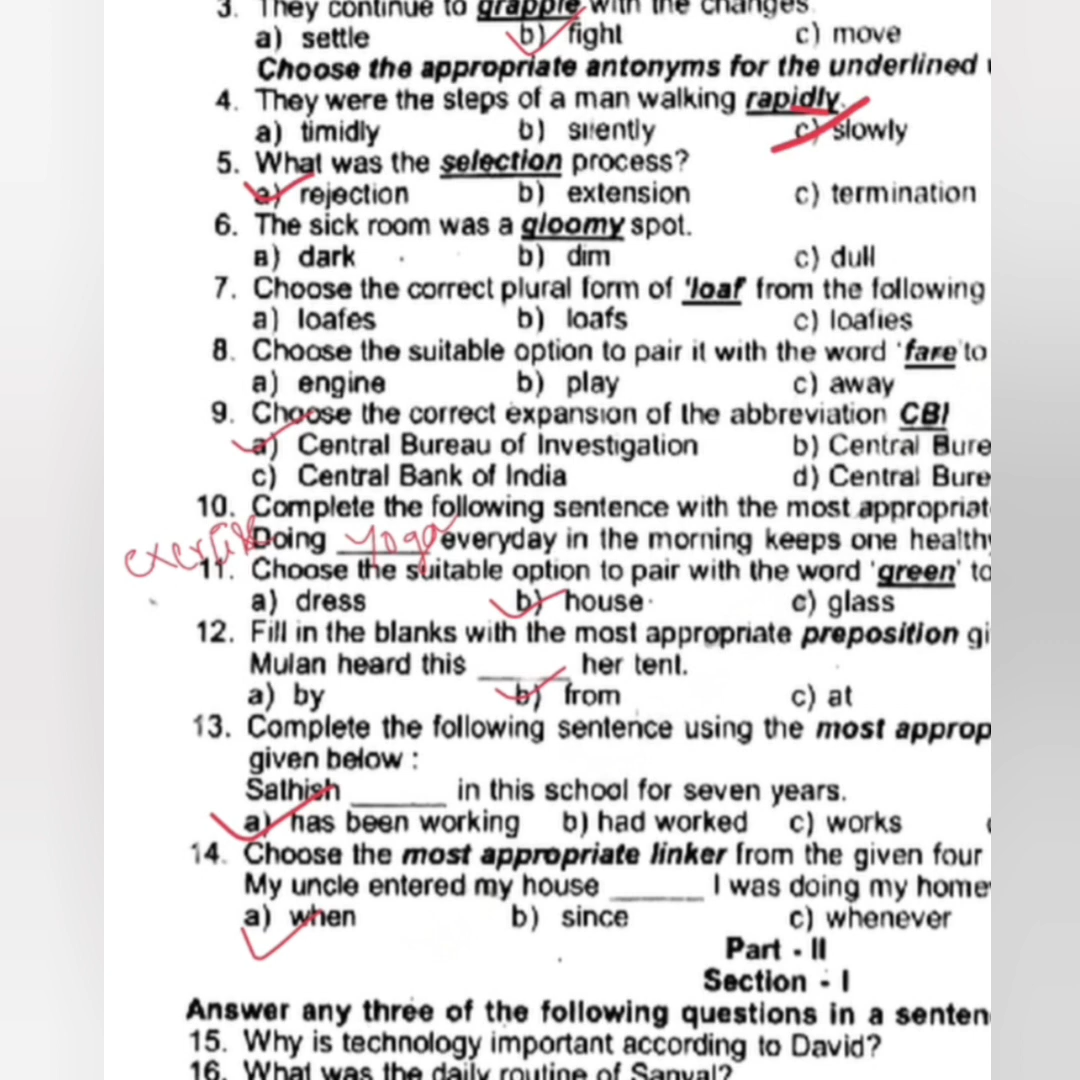 3. They continue to grapple with the changes.
a) settle b) fight c) move
Choose the appropriate antonyms for the underlined
4. They were the steps of a man walking rapidly.
a) timidly b) silently c) slowly
5. What was the selection process?
a) rejection b) extension c) termination
6. The sick room was a gloomy spot.
a) dark b) dim c) dull
7. Choose the correct plural form of 'loaf from the following
a) loafes b) loafs c) loafies
8. Choose the suitable option to pair it with the word 'fare' to
a) engine b) play c) away
9. Choose the correct expansion of the abbreviation CBI
a) Central Bureau of Investigation b) Central Bure
c) Central Bank of India d) Central Bure
10. Complete the following sentence with the most appropriat
Doing yoga everyday in the morning keeps one healthy
11. Choose the suitable option to pair with the word 'green' to
a) dress b) house c) glass
12. Fill in the blanks with the most appropriate preposition gi
Mulan heard this ______ her tent.
a) by b) from c) at
13. Complete the following sentence using the most approp
given below :
Sathish ______ in this school for seven years.
a) has been working b) had worked c) works
14. Choose the most appropriate linker from the given four
My uncle entered my house ______ I was doing my home
a) when b) since c) whenever
Part - II
Section - I
Answer any three of the following questions in a senten
15. Why is technology important according to David?
16. What was the daily routine of Sanyal?